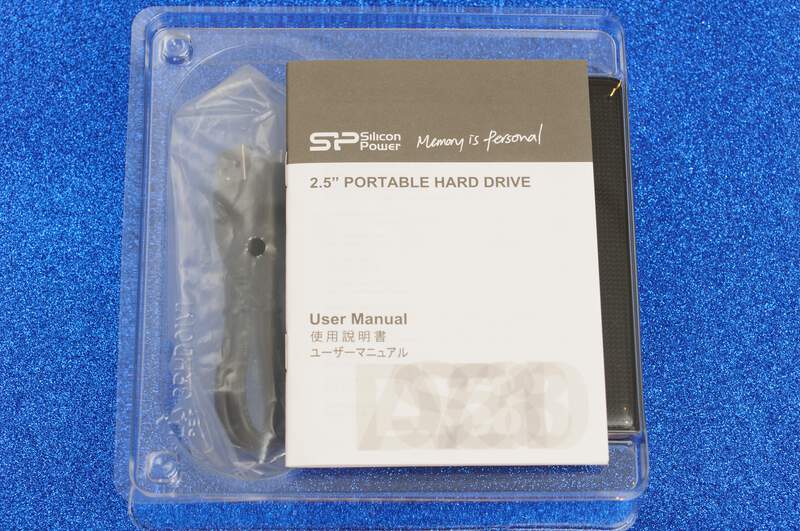 SP Silicon Power
Memory is personal
2.5” PORTABLE HARD DRIVE
User Manual
使用說明書
ユーザーマニュアル